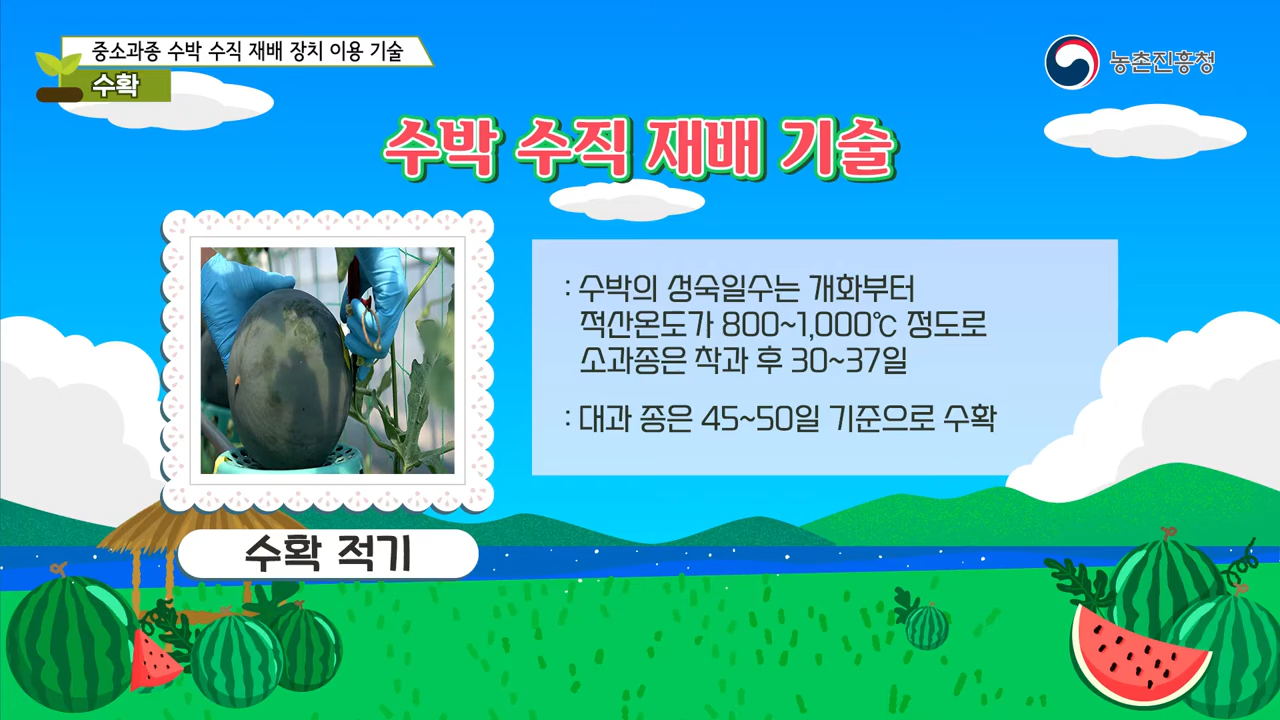 중소과종 수박 수직 재배 장치 이용 기술
수확
농촌진흥청
수박 수직 재배 기술
: 수박의 성숙일수는 개화부터
적산온도가 800~1,000℃ 정도로
소과종은 착과 후 30~37일
: 대과 종은 45~50일 기준으로 수확
수확 적기